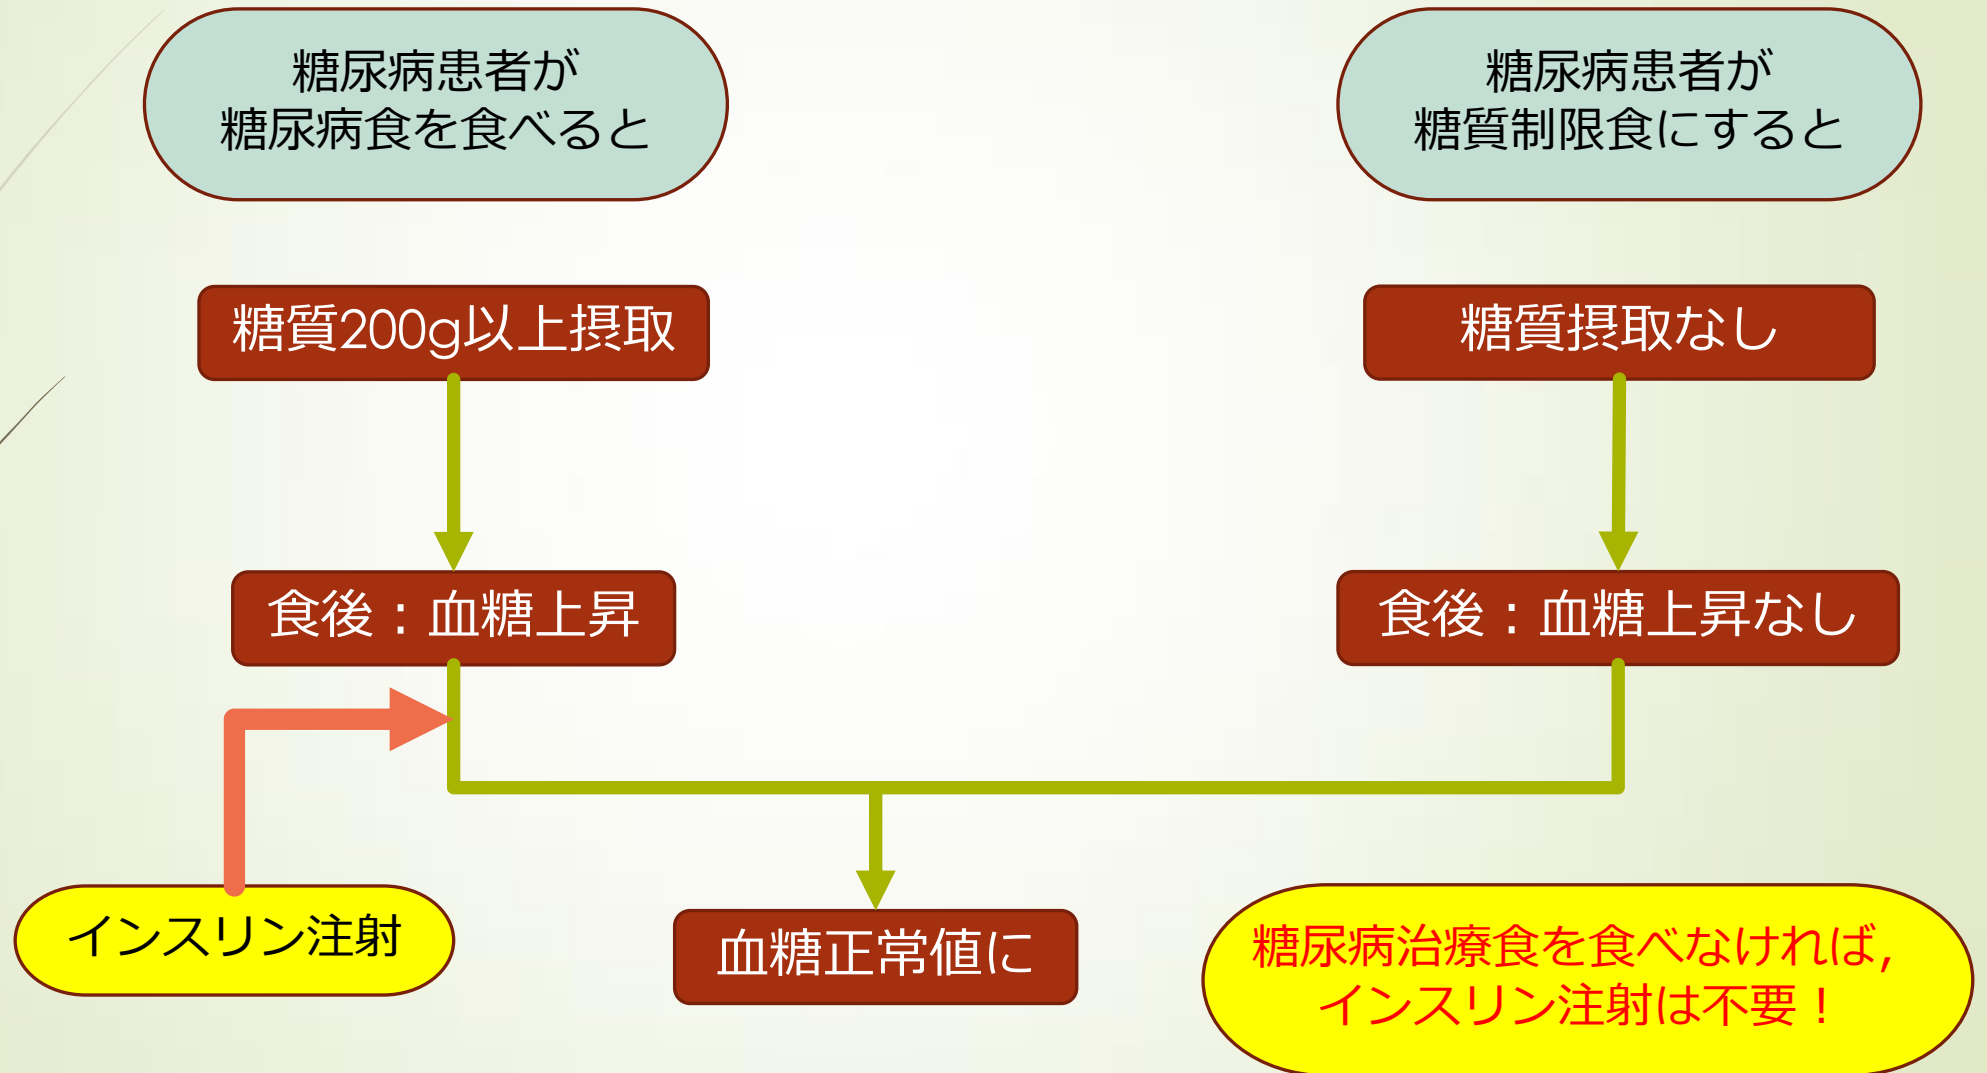 糖尿病患者が
糖尿病食を食べると
糖質200g以上摂取
食後：血糖上昇
インスリン注射
糖尿病患者が
糖質制限食にすると
糖質摂取なし
食後：血糖上昇なし
血糖正常値に
糖尿病治療食を食べなければ,
インスリン注射は不要！